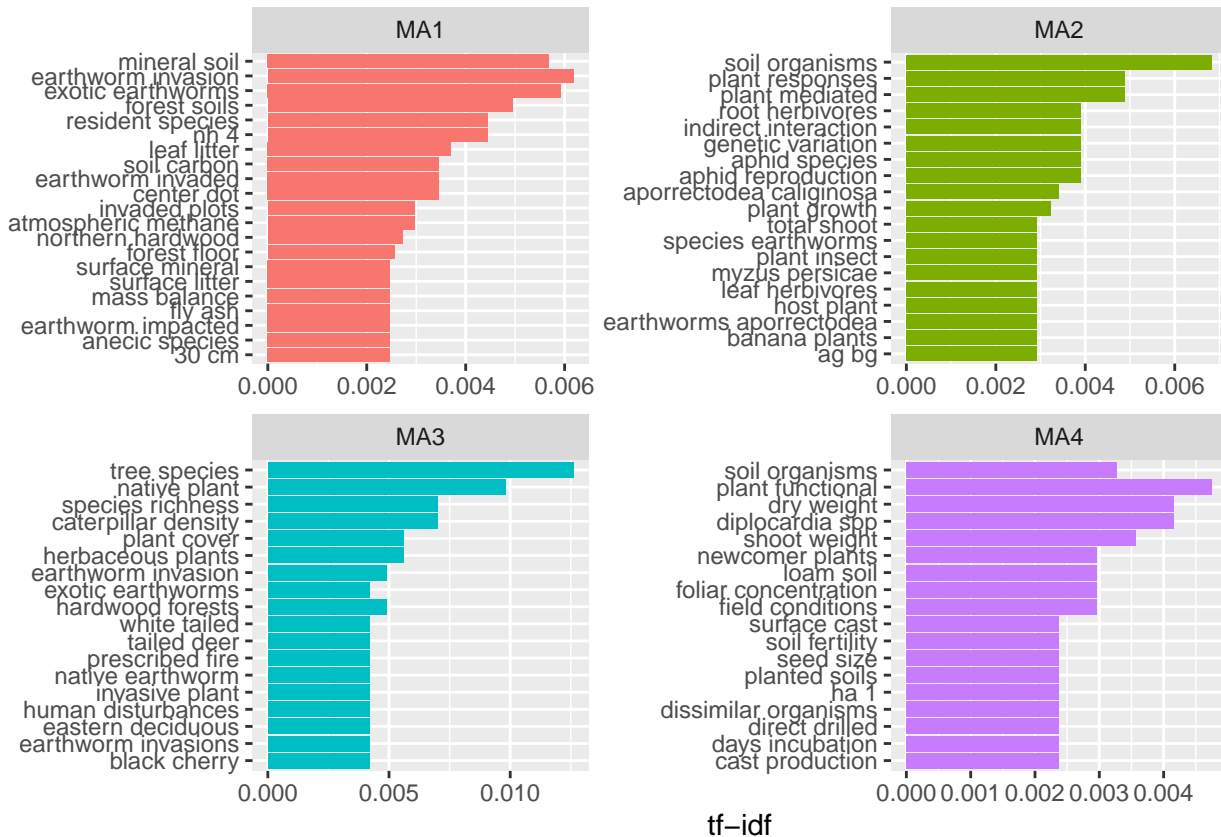 MA1
mineral soil
earthworm invasion
exotic earthworms
forest soils
resident species
nh 4
leaf litter
soil carbon
earthworm invaded
center dot
invaded plots
atmospheric methane
northern hardwood
forest floor
surface mineral
surface litter
mass balance
fly ash
earthworm impacted
anecic species
30 cm
0.000 0.002 0.004 0.006
MA2
soil organisms
plant responses
plant mediated
root herbivores
indirect interaction
genetic variation
aphid species
aphid reproduction
aporrectodea caliginosa
plant growth
total shoot
species earthworms
plant insect
myzus persicae
leaf herbivores
host plant
earthworms aporrectodea
banana plants
ag bg
0.000 0.002 0.004 0.006
MA3
tree species
native plant
species richness
caterpillar density
plant cover
herbaceous plants
earthworm invasion
exotic earthworms
hardwood forests
white tailed
tailed deer
prescribed fire
native earthworm
invasive plant
human disturbances
eastern deciduous
earthworm invasions
black cherry
0.000 0.005 0.010
MA4
soil organisms
plant functional
dry weight
diplocardia spp
shoot weight
newcomer plants
loam soil
foliar concentration
field conditions
surface cast
soil fertility
seed size
planted soils
ha 1
dissimilar organisms
direct drilled
days incubation
cast production
0.000 0.001 0.002 0.003 0.004
tf−idf